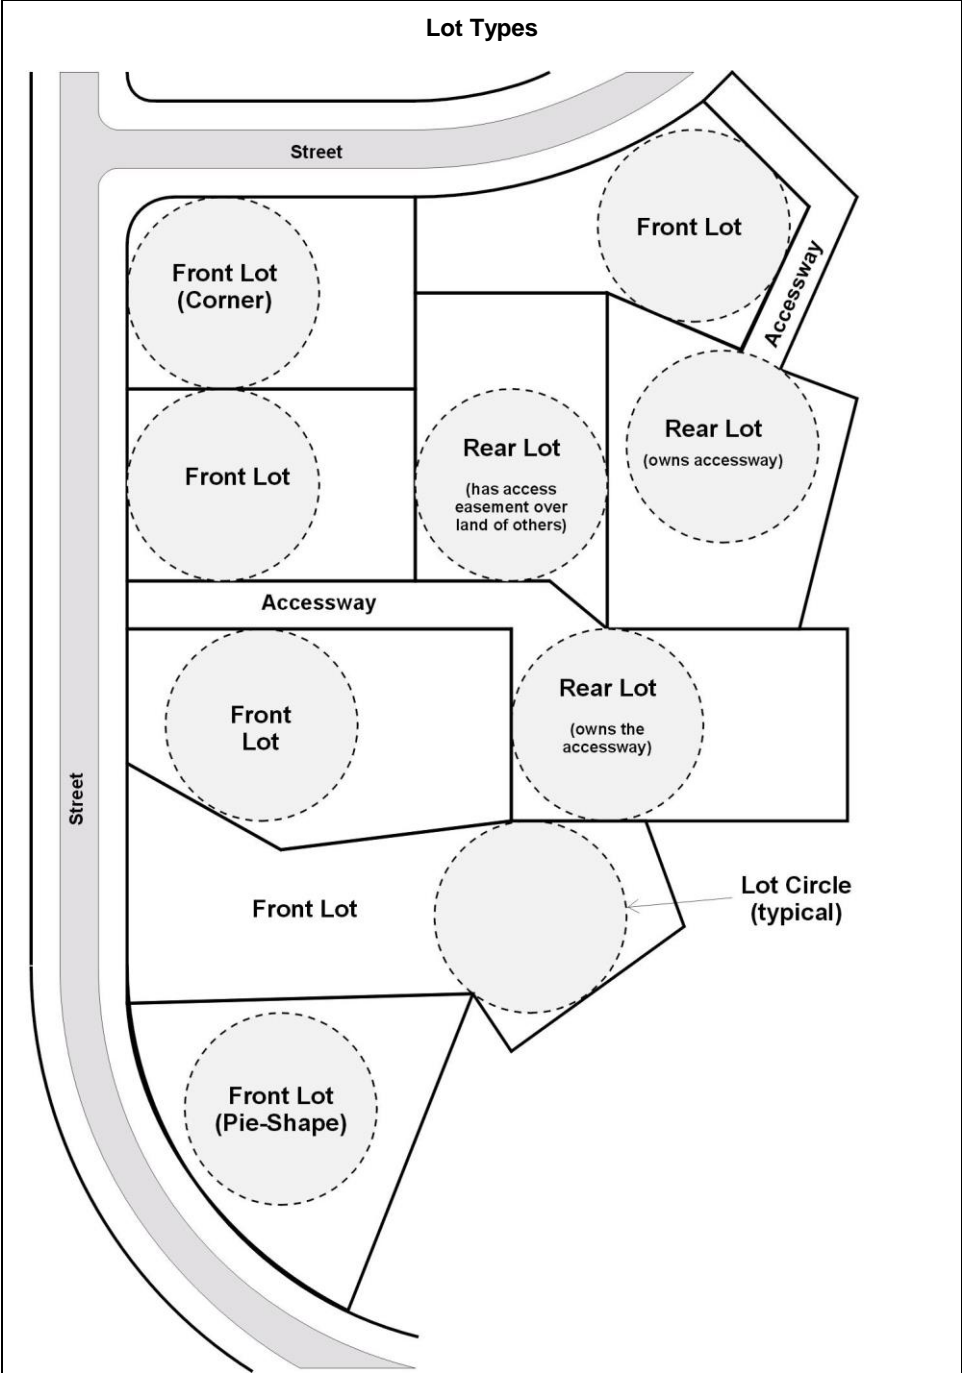 Lot Types
Street
Front Lot
Accessway
Front Lot
(Corner)
Rear Lot
(owns accessway)
Rear Lot
(has access
easement over
land of others)
Front Lot
Accessway
Rear Lot
(owns the
accessway)
Front
Lot
Street
Lot Circle
(typical)
Front Lot
Front Lot
(Pie-Shape)